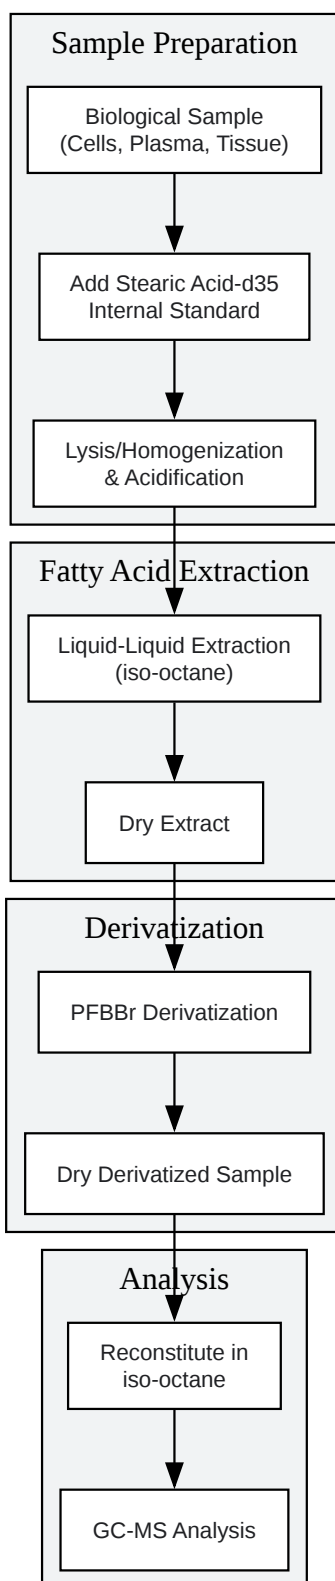 Sample Preparation
Biological Sample
(Cells, Plasma, Tissue)
Add Stearic Acid-d35
Internal Standard
Lysis/Homogenization
& Acidification
Fatty Acid Extraction
Liquid-Liquid Extraction
(iso-octane)
Dry Extract
Derivatization
PFBBr Derivatization
Dry Derivatized Sample
Analysis
Reconstitute in
iso-octane
GC-MS Analysis